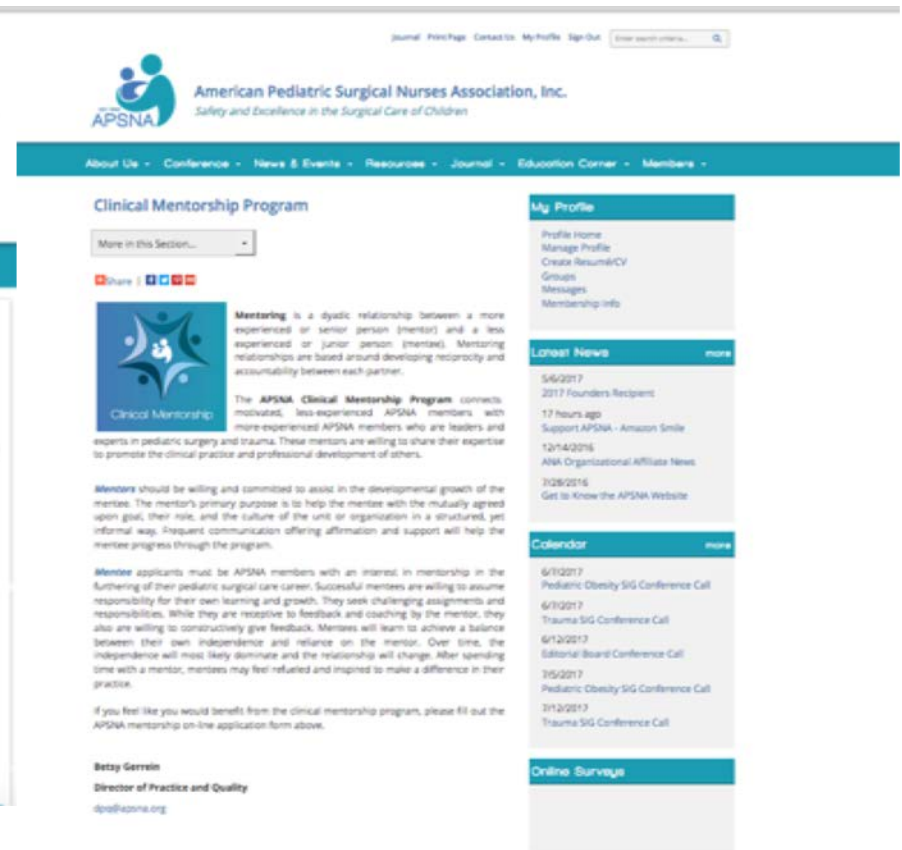 Journal Print Page Contact Us My Profile Sign Out Enter search criteria...
APSNA
American Pediatric Surgical Nurses Association, Inc.
Safety and Excellence in the Surgical Care of Children
About Us Conference News & Events Resources Journal Education Corner Members
Clinical Mentorship Program
More in this Section...
Share |
Clinical Mentorship
Mentoring is a dyadic relationship between a more
experienced or senior person (mentor) and a less
experienced or junior person (mentee). Mentoring
relationships are based around developing reciprocity and
accountability between each partner.
The APSNA Clinical Mentorship Program connects
motivated, less-experienced APSNA members with
more-experienced APSNA members who are leaders and
experts in pediatric surgery and trauma. These mentors are willing to share their expertise
to promote the clinical practice and professional development of others.
Mentors should be willing and committed to assist in the developmental growth of the
mentee. The mentor's primary purpose is to help the mentee with the mutually agreed
upon goal, their role, and the culture of the unit or organization in a structured, yet
informal way. Frequent communication offering affirmation and support will help the
mentee progress through the program.
Mentee applicants must be APSNA members with an interest in mentorship in the
furthering of their pediatric surgical care career. Successful mentees are willing to assume
responsibility for their own learning and growth. They seek challenging assignments and
responsibilities. While they are receptive to feedback and coaching by the mentor, they
also are willing to constructively give feedback. Mentees will learn to achieve a balance
between their own independence and reliance on the mentor. Over time, the
independence will most likely dominate and the relationship will change. After spending
time with a mentor, mentees may feel refueled and inspired to make a difference in their
practice.
If you feel like you would benefit from the clinical mentorship program, please fill out the
APSNA mentorship on-line application form above.
Betsy Gerrein
Director of Practice and Quality
dpq@apsna.org
My Profile
Profile Home
Manage Profile
Create Resumé/CV
Groups
Messages
Membership Info
Latest News more
5/6/2017
2017 Founders Recipient
17 hours ago
Support APSNA - Amazon Smile
12/14/2016
ANA Organizational Affiliate News
7/28/2016
Get to Know the APSNA Website
Calendar more
6/7/2017
Pediatric Obesity SIG Conference Call
6/7/2017
Trauma SIG Conference Call
6/12/2017
Editorial Board Conference Call
7/5/2017
Pediatric Obesity SIG Conference Call
7/12/2017
Trauma SIG Conference Call
Online Surveys